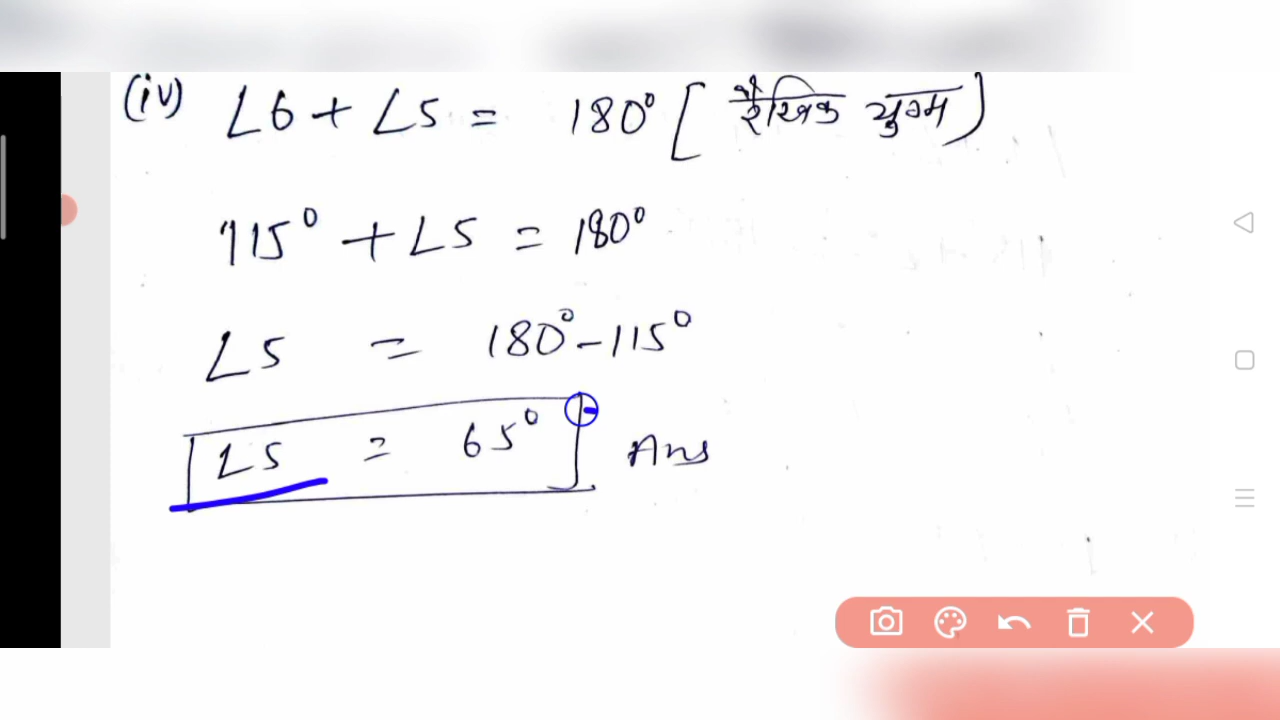 (iv) ∠6 + ∠5 = 180° [ रैखिक युग्म )
115° + ∠5 = 180°
∠5 = 180° - 115°
∠5 = 65° Ans